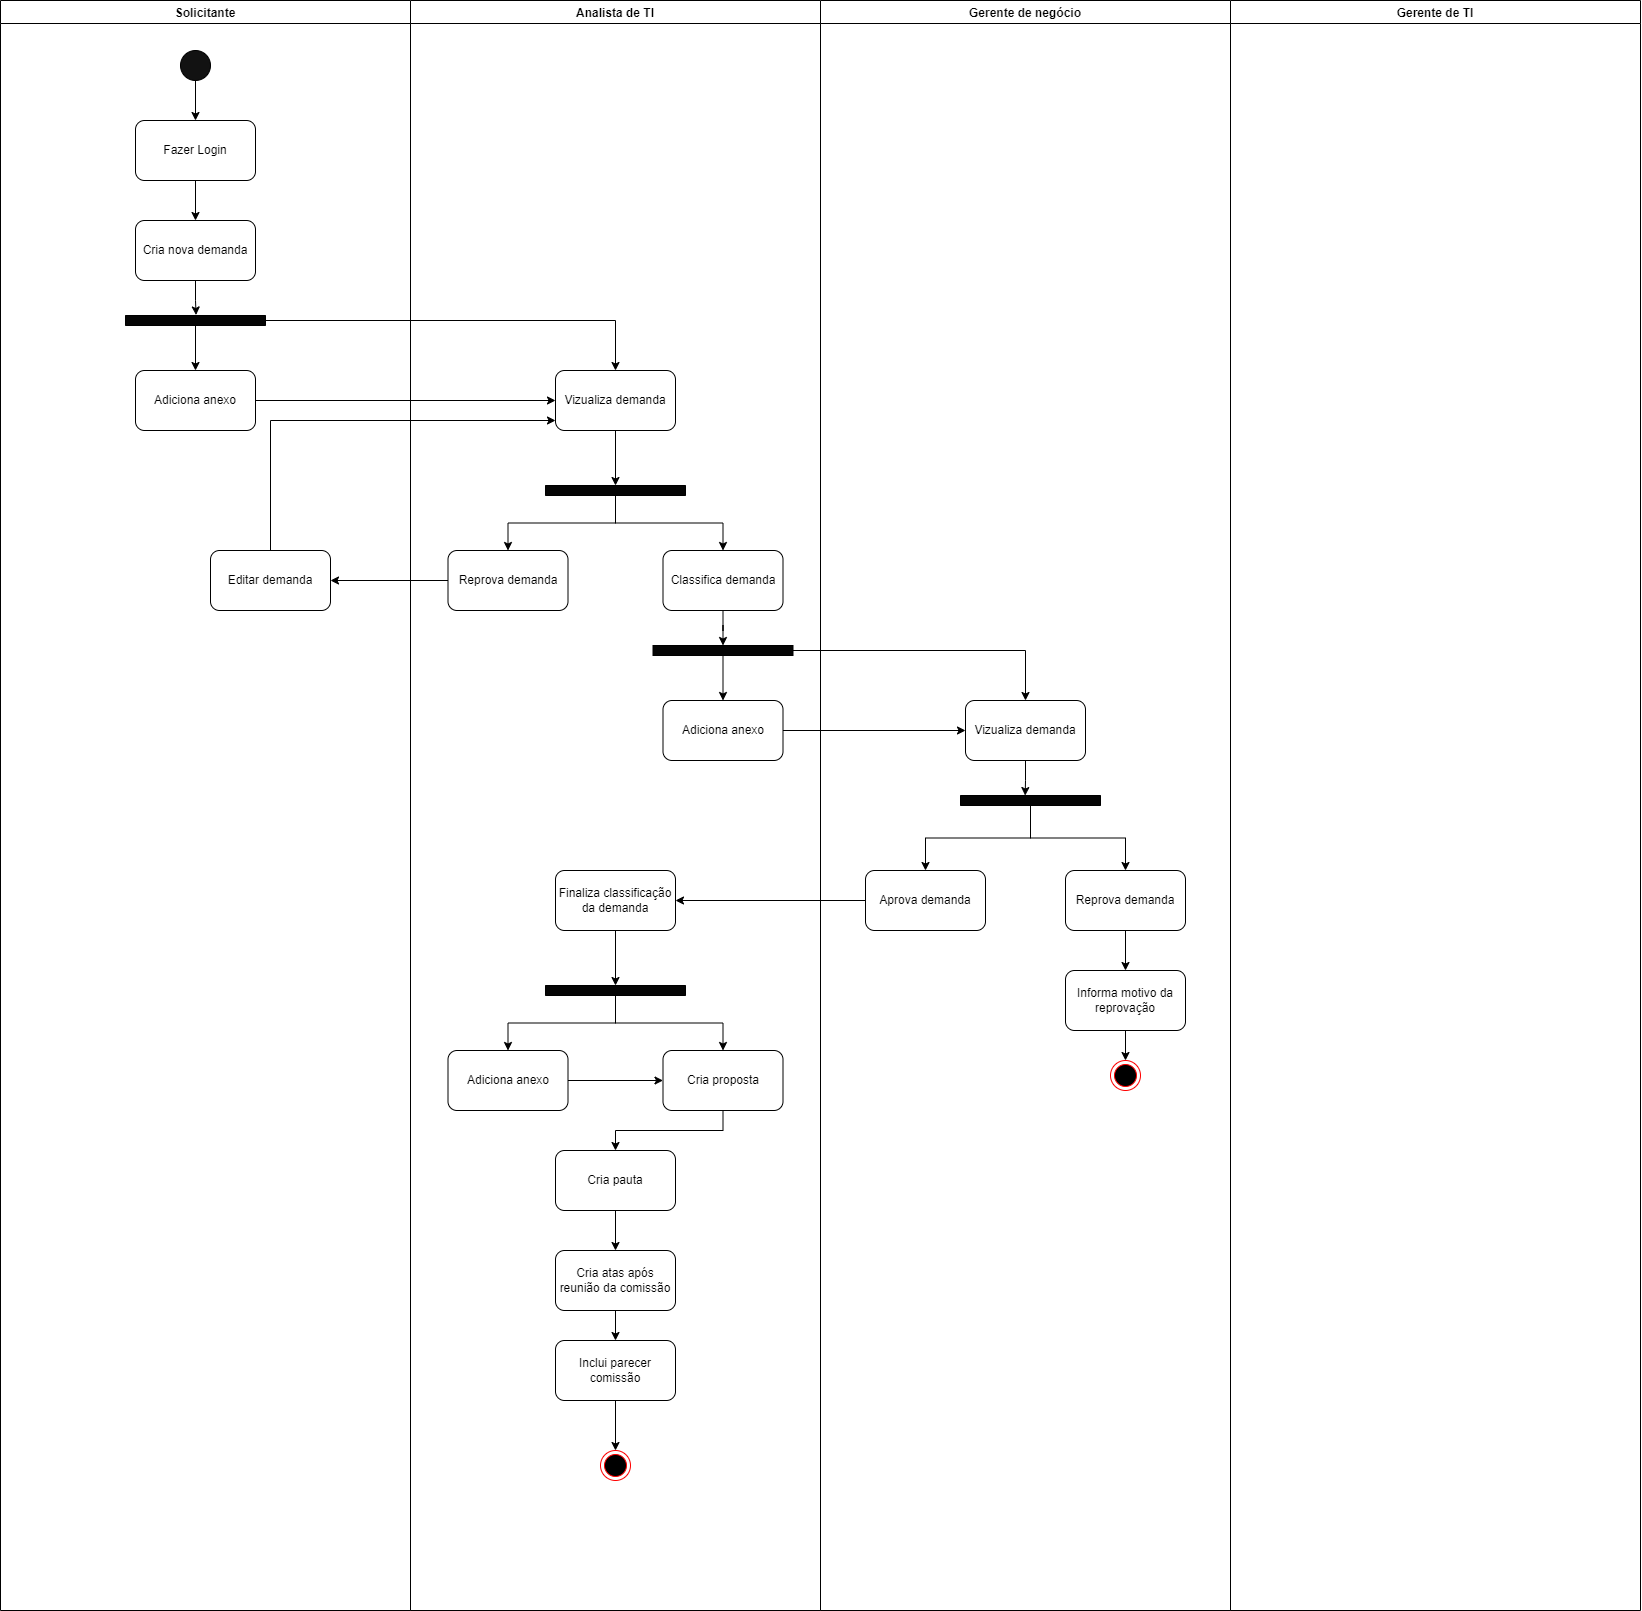 Solicitante
Analista de TI
Gerente de negócio
Gerente de TI
Fazer Login
Cria nova demanda
Adiciona anexo
Vizualiza demanda
Editar demanda
Reprova demanda
Classifica demanda
Adiciona anexo
Vizualiza demanda
Finaliza classificação
da demanda
Aprova demanda
Reprova demanda
Informa motivo da
reprovação
Adiciona anexo
Cria proposta
Cria pauta
Cria atas após
reunião da comissão
Inclui parecer
comissão